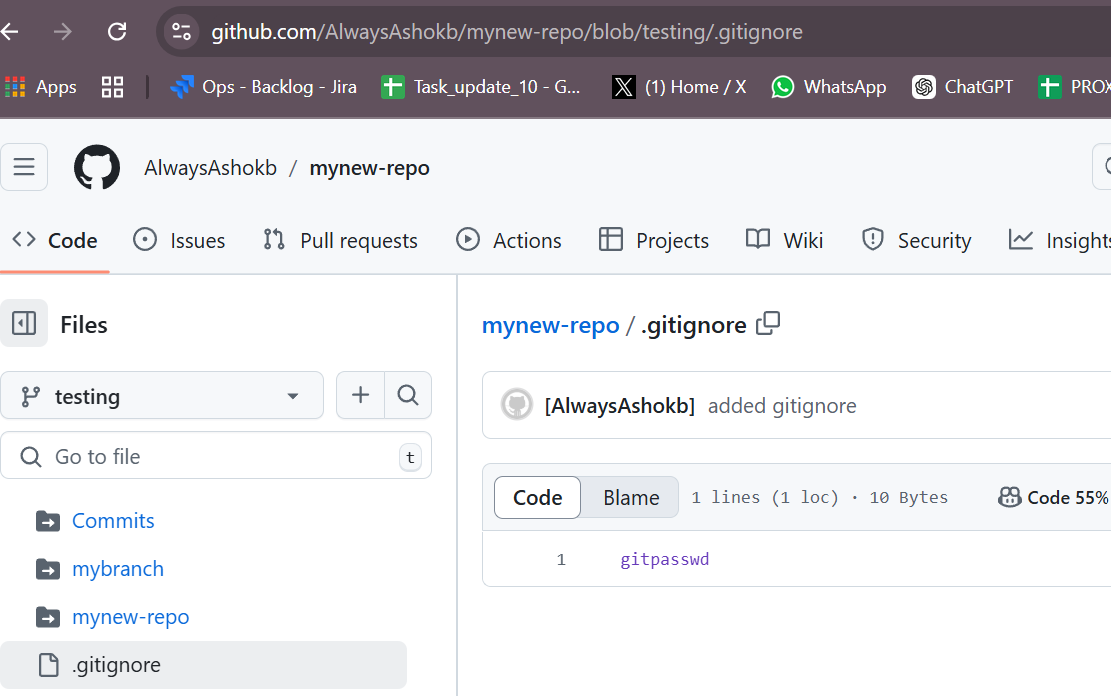 github.com/AlwaysAshokb/mynew-repo/blob/testing/.gitignore
Apps Ops - Backlog - Jira Task_update_10 - G... (1) Home / X WhatsApp ChatGPT PROX
AlwaysAshokb / mynew-repo
Code Issues Pull requests Actions Projects Wiki Security Insights
Files
testing
Go to file t
Commits
mybranch
mynew-repo
.gitignore
mynew-repo / .gitignore
[AlwaysAshokb] added gitignore
Code Blame 1 lines (1 loc) · 10 Bytes Code 55%
1 gitpasswd